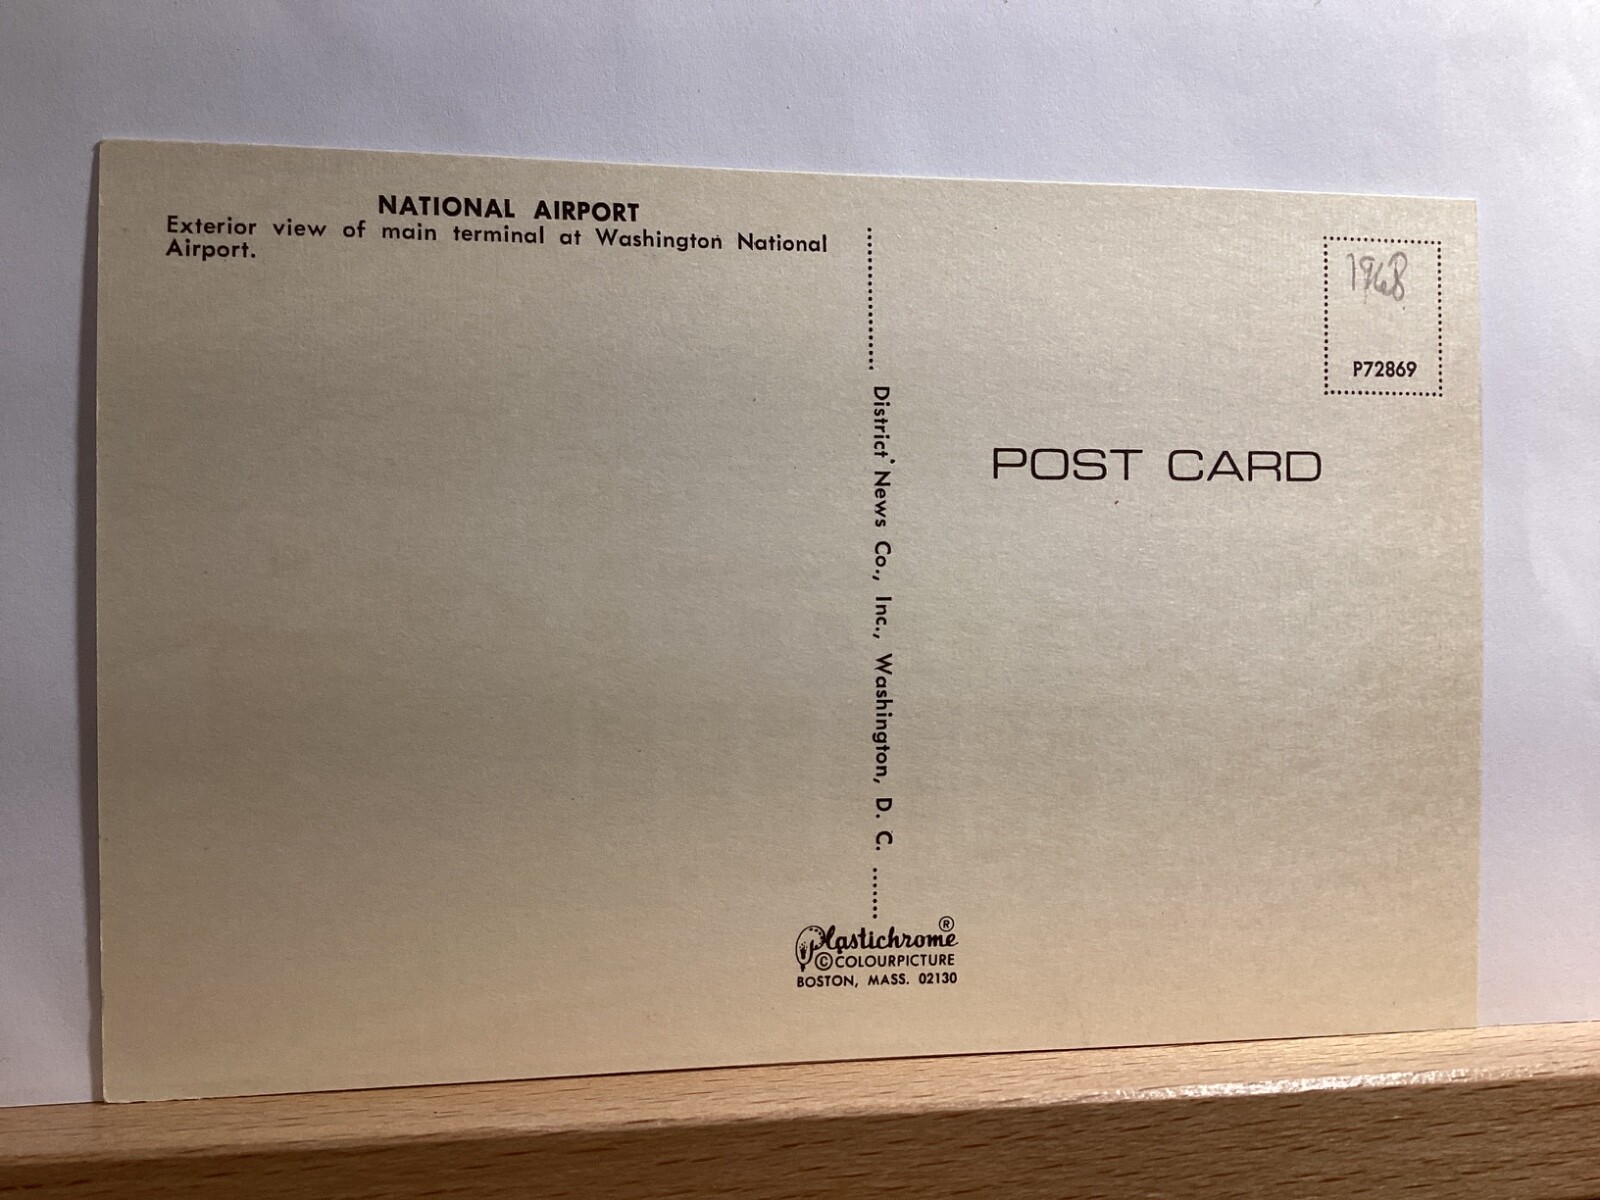 NATIONAL AIRPORT
Exterior view of main terminal at Washington National
Airport.
1968
P72869
POST CARD
District News Co., Inc., Washington, D. C.
Plastichrome ®
© COLOURPICTURE
BOSTON, MASS. 02130